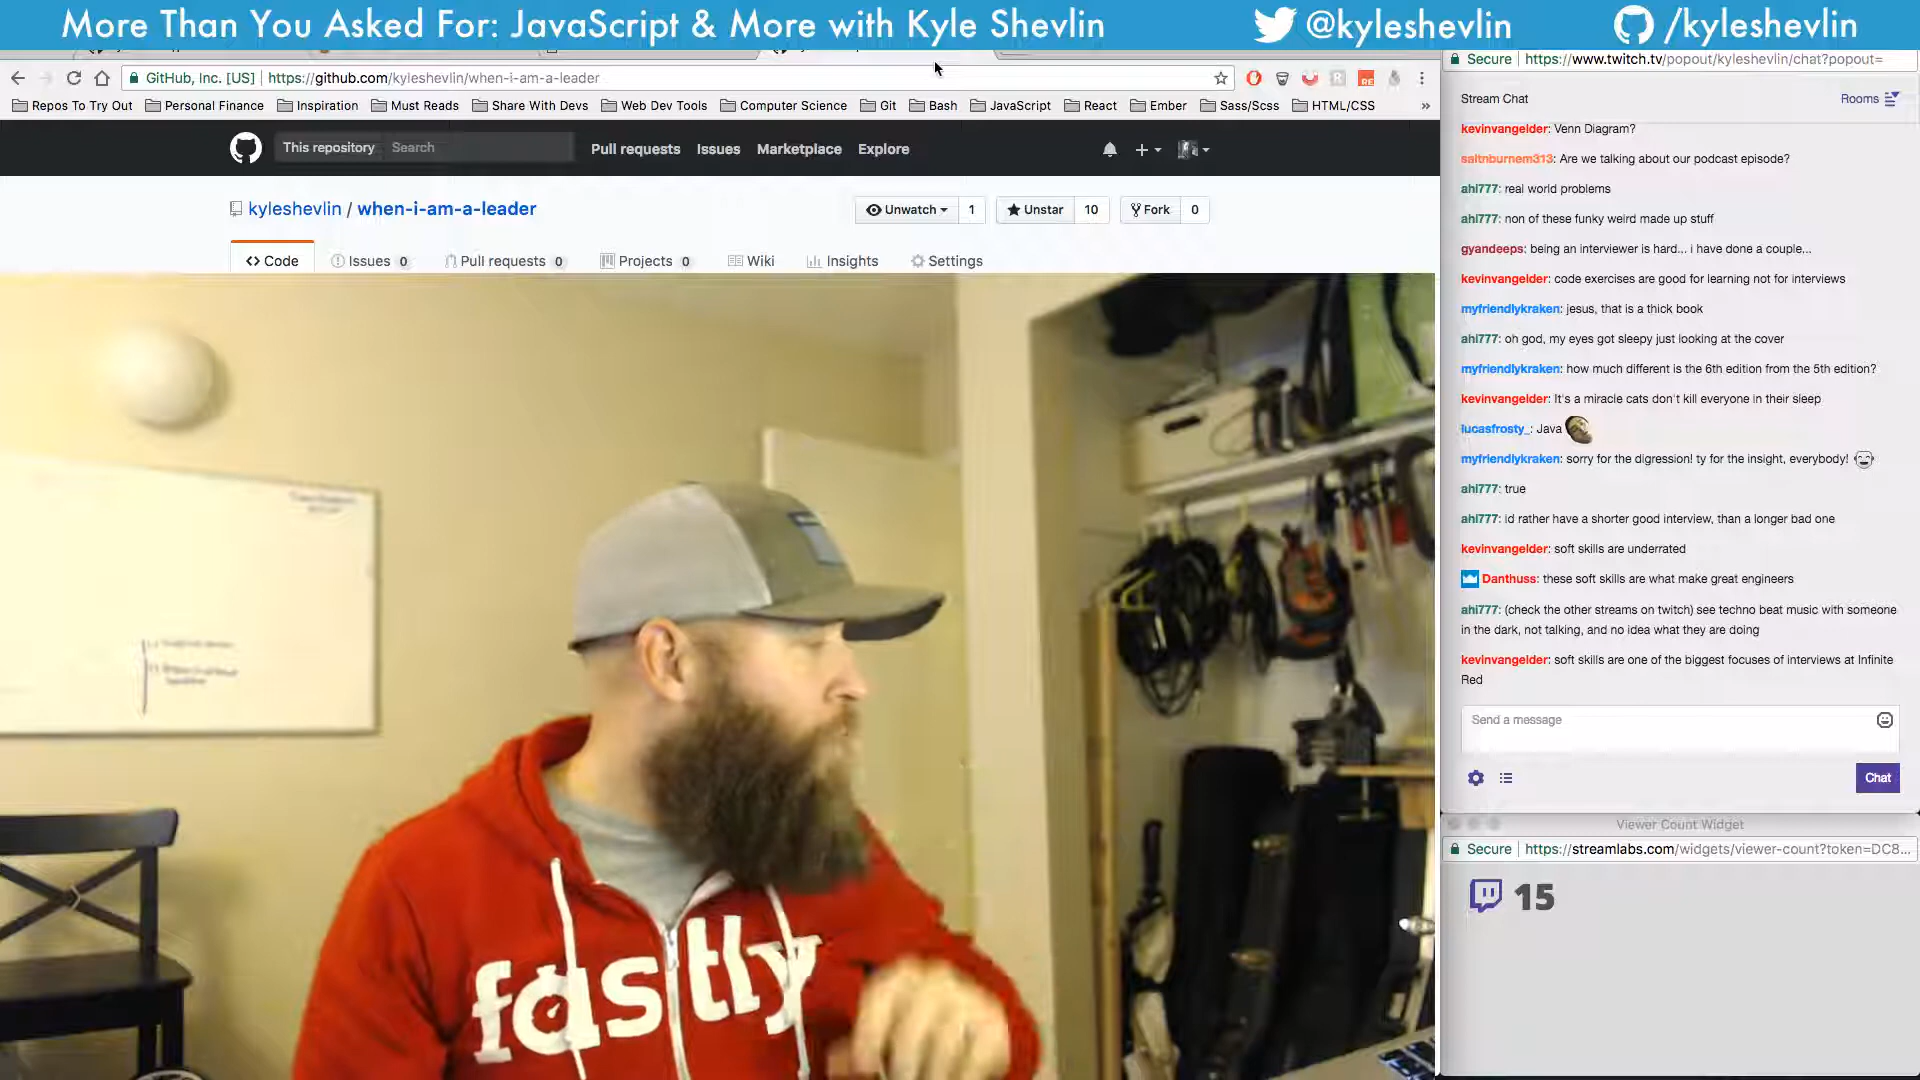 More Than You Asked For: JavaScript & More with Kyle Shevlin
@kyleshevlin
/kyleshevlin
GitHub, Inc. [US]
https://github.com/kyleshevlin/when-i-am-a-leader
Repos To Try Out
Personal Finance
Inspiration
Must Reads
Share With Devs
Web Dev Tools
Computer Science
Git
Bash
JavaScript
React
Ember
Sass/Scss
HTML/CSS
»
This repository
Search
Pull requests
Issues
Marketplace
Explore
kyleshevlin / when-i-am-a-leader
Unwatch
1
Unstar
10
Fork
0
Code
Issues 0
Pull requests 0
Projects 0
Wiki
Insights
Settings
fastly
Secure
https://www.twitch.tv/popout/kyleshevlin/chat?popout=
Stream Chat
Rooms
kevinvangelder: Venn Diagram?
saltnburnem313: Are we talking about our podcast episode?
ahl777: real world problems
ahl777: non of these funky weird made up stuff
gyandeeps: being an interviewer is hard... i have done a couple...
kevinvangelder: code exercises are good for learning not for interviews
myfriendlykraken: jesus, that is a thick book
ahl777: oh god, my eyes got sleepy just looking at the cover
myfriendlykraken: how much different is the 6th edition from the 5th edition?
kevinvangelder: It's a miracle cats don't kill everyone in their sleep
lucasfrosty_: Java
myfriendlykraken: sorry for the digression! ty for the insight, everybody!
ahl777: true
ahl777: id rather have a shorter good interview, than a longer bad one
kevinvangelder: soft skills are underrated
Danthuss: these soft skills are what make great engineers
ahl777: (check the other streams on twitch) see techno beat music with someone
in the dark, not talking, and no idea what they are doing
kevinvangelder: soft skills are one of the biggest focuses of interviews at Infinite
Red
Send a message
Chat
Viewer Count Widget
Secure
https://streamlabs.com/widgets/viewer-count?token=DC8...
15